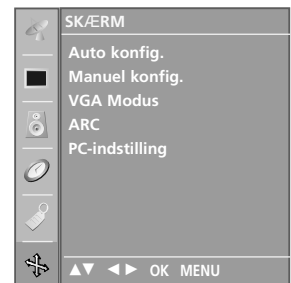 SKÆRM
Auto konfig.
Manuel konfig.
VGA Modus
ARC
PC-indstilling
▲▼ ◄► OK MENU